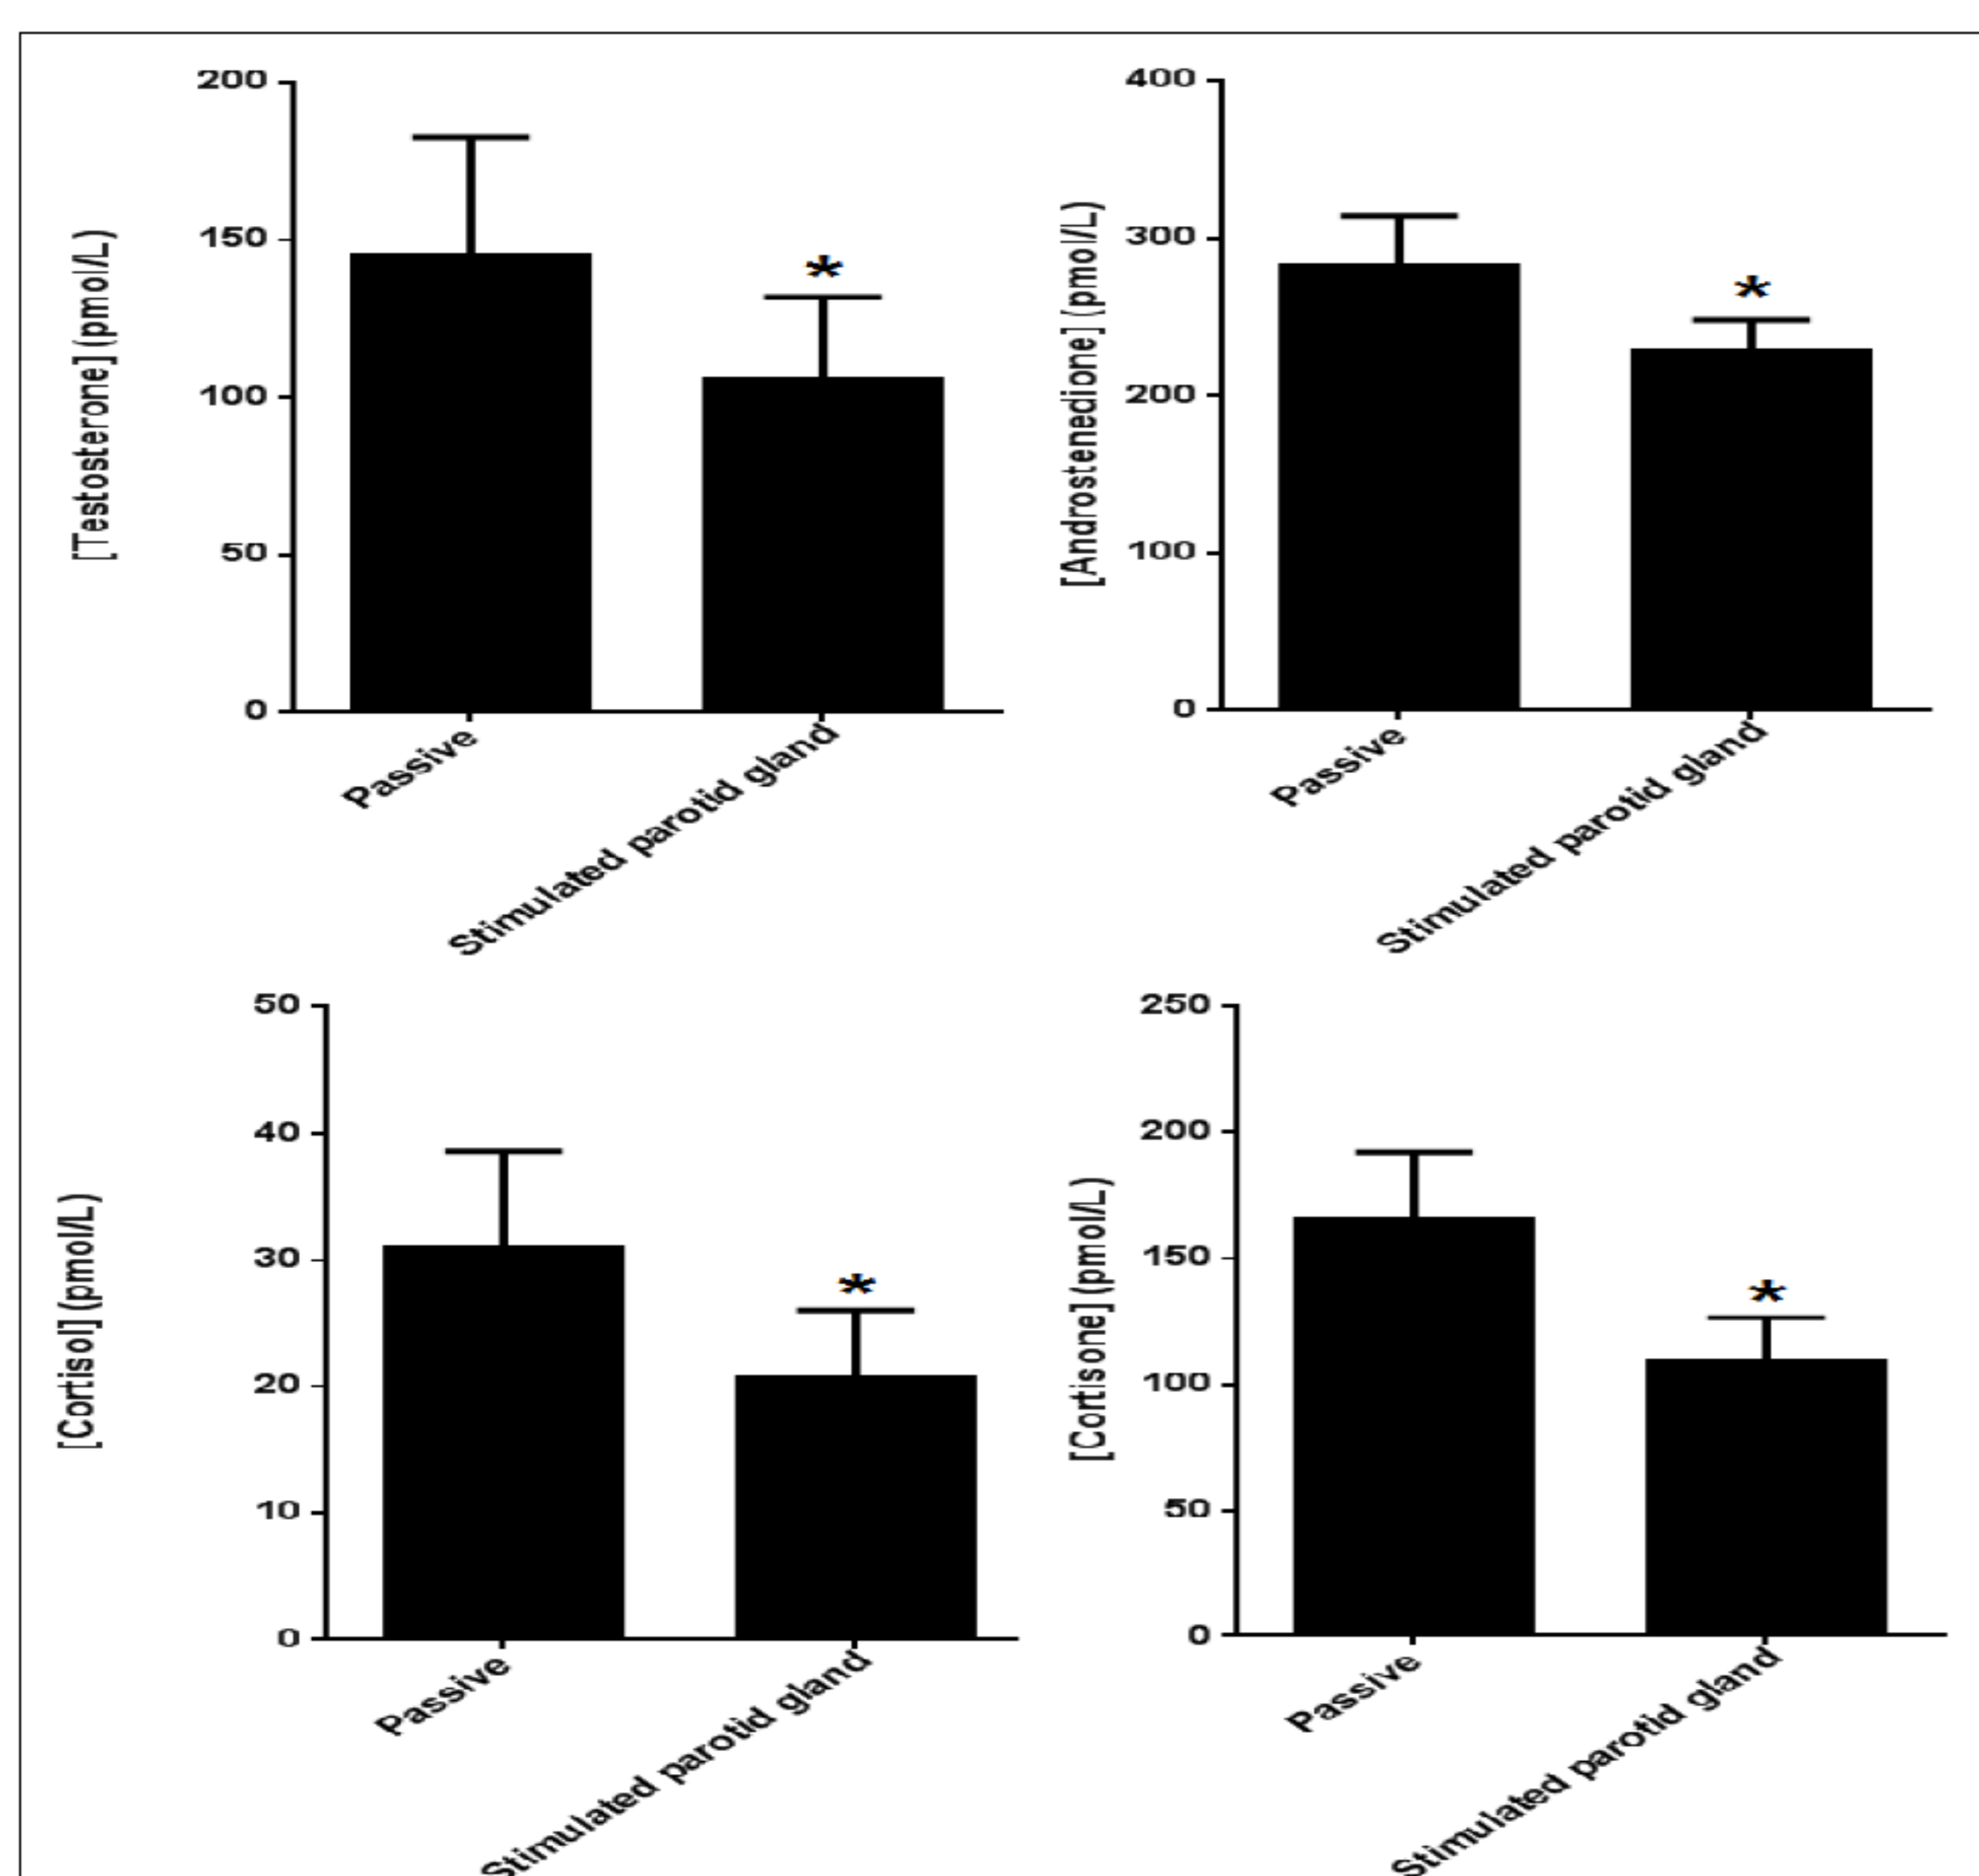 [Testosterone] (pmol/L)
200
150
100
50
0
*
Passive
Stimulated parotid gland
[Androstenedione] (pmol/L)
400
300
200
100
0
*
Passive
Stimulated parotid gland
[Cortisol] (pmol/L)
50
40
30
20
10
0
*
Passive
Stimulated parotid gland
[Cortisone] (pmol/L)
250
200
150
100
50
0
*
Passive
Stimulated parotid gland